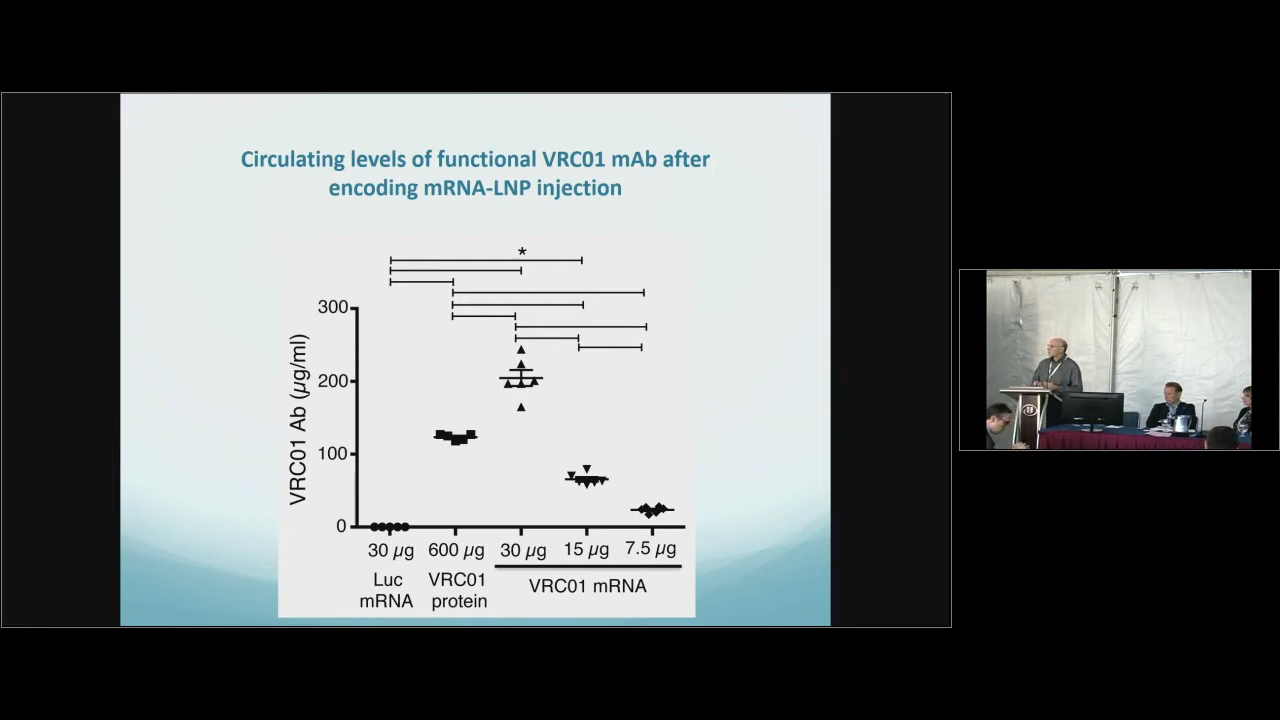 Circulating levels of functional VRC01 mAb after
encoding mRNA-LNP injection
*
VRC01 Ab (µg/ml)
300
200
100
0
30 µg 600 µg 30 µg 15 µg 7.5 µg
Luc
mRNA
VRC01
protein
VRC01 mRNA